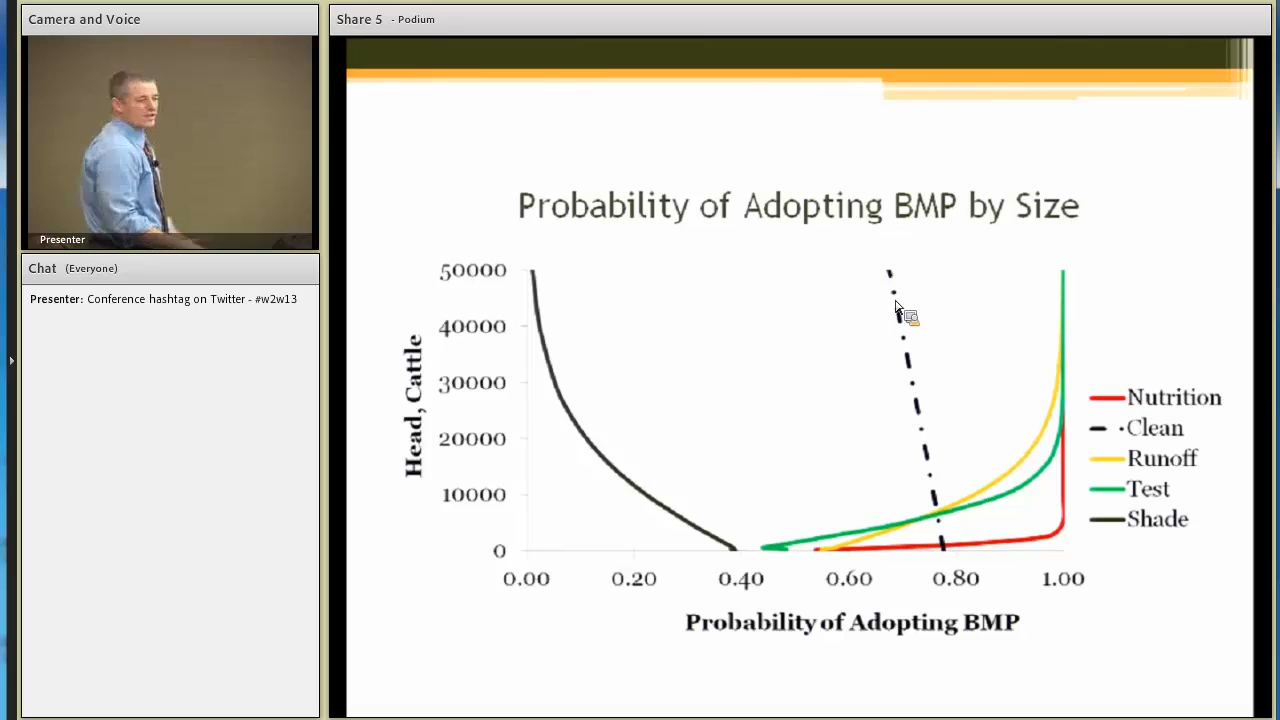 Camera and Voice
Presenter
Chat (Everyone)
Presenter: Conference hashtag on Twitter - #w2w13
Share 5 - Podium
Probability of Adopting BMP by Size
Head, Cattle
50000
40000
30000
20000
10000
0
0.00 0.20 0.40 0.60 0.80 1.00
Probability of Adopting BMP
Nutrition
Clean
Runoff
Test
Shade